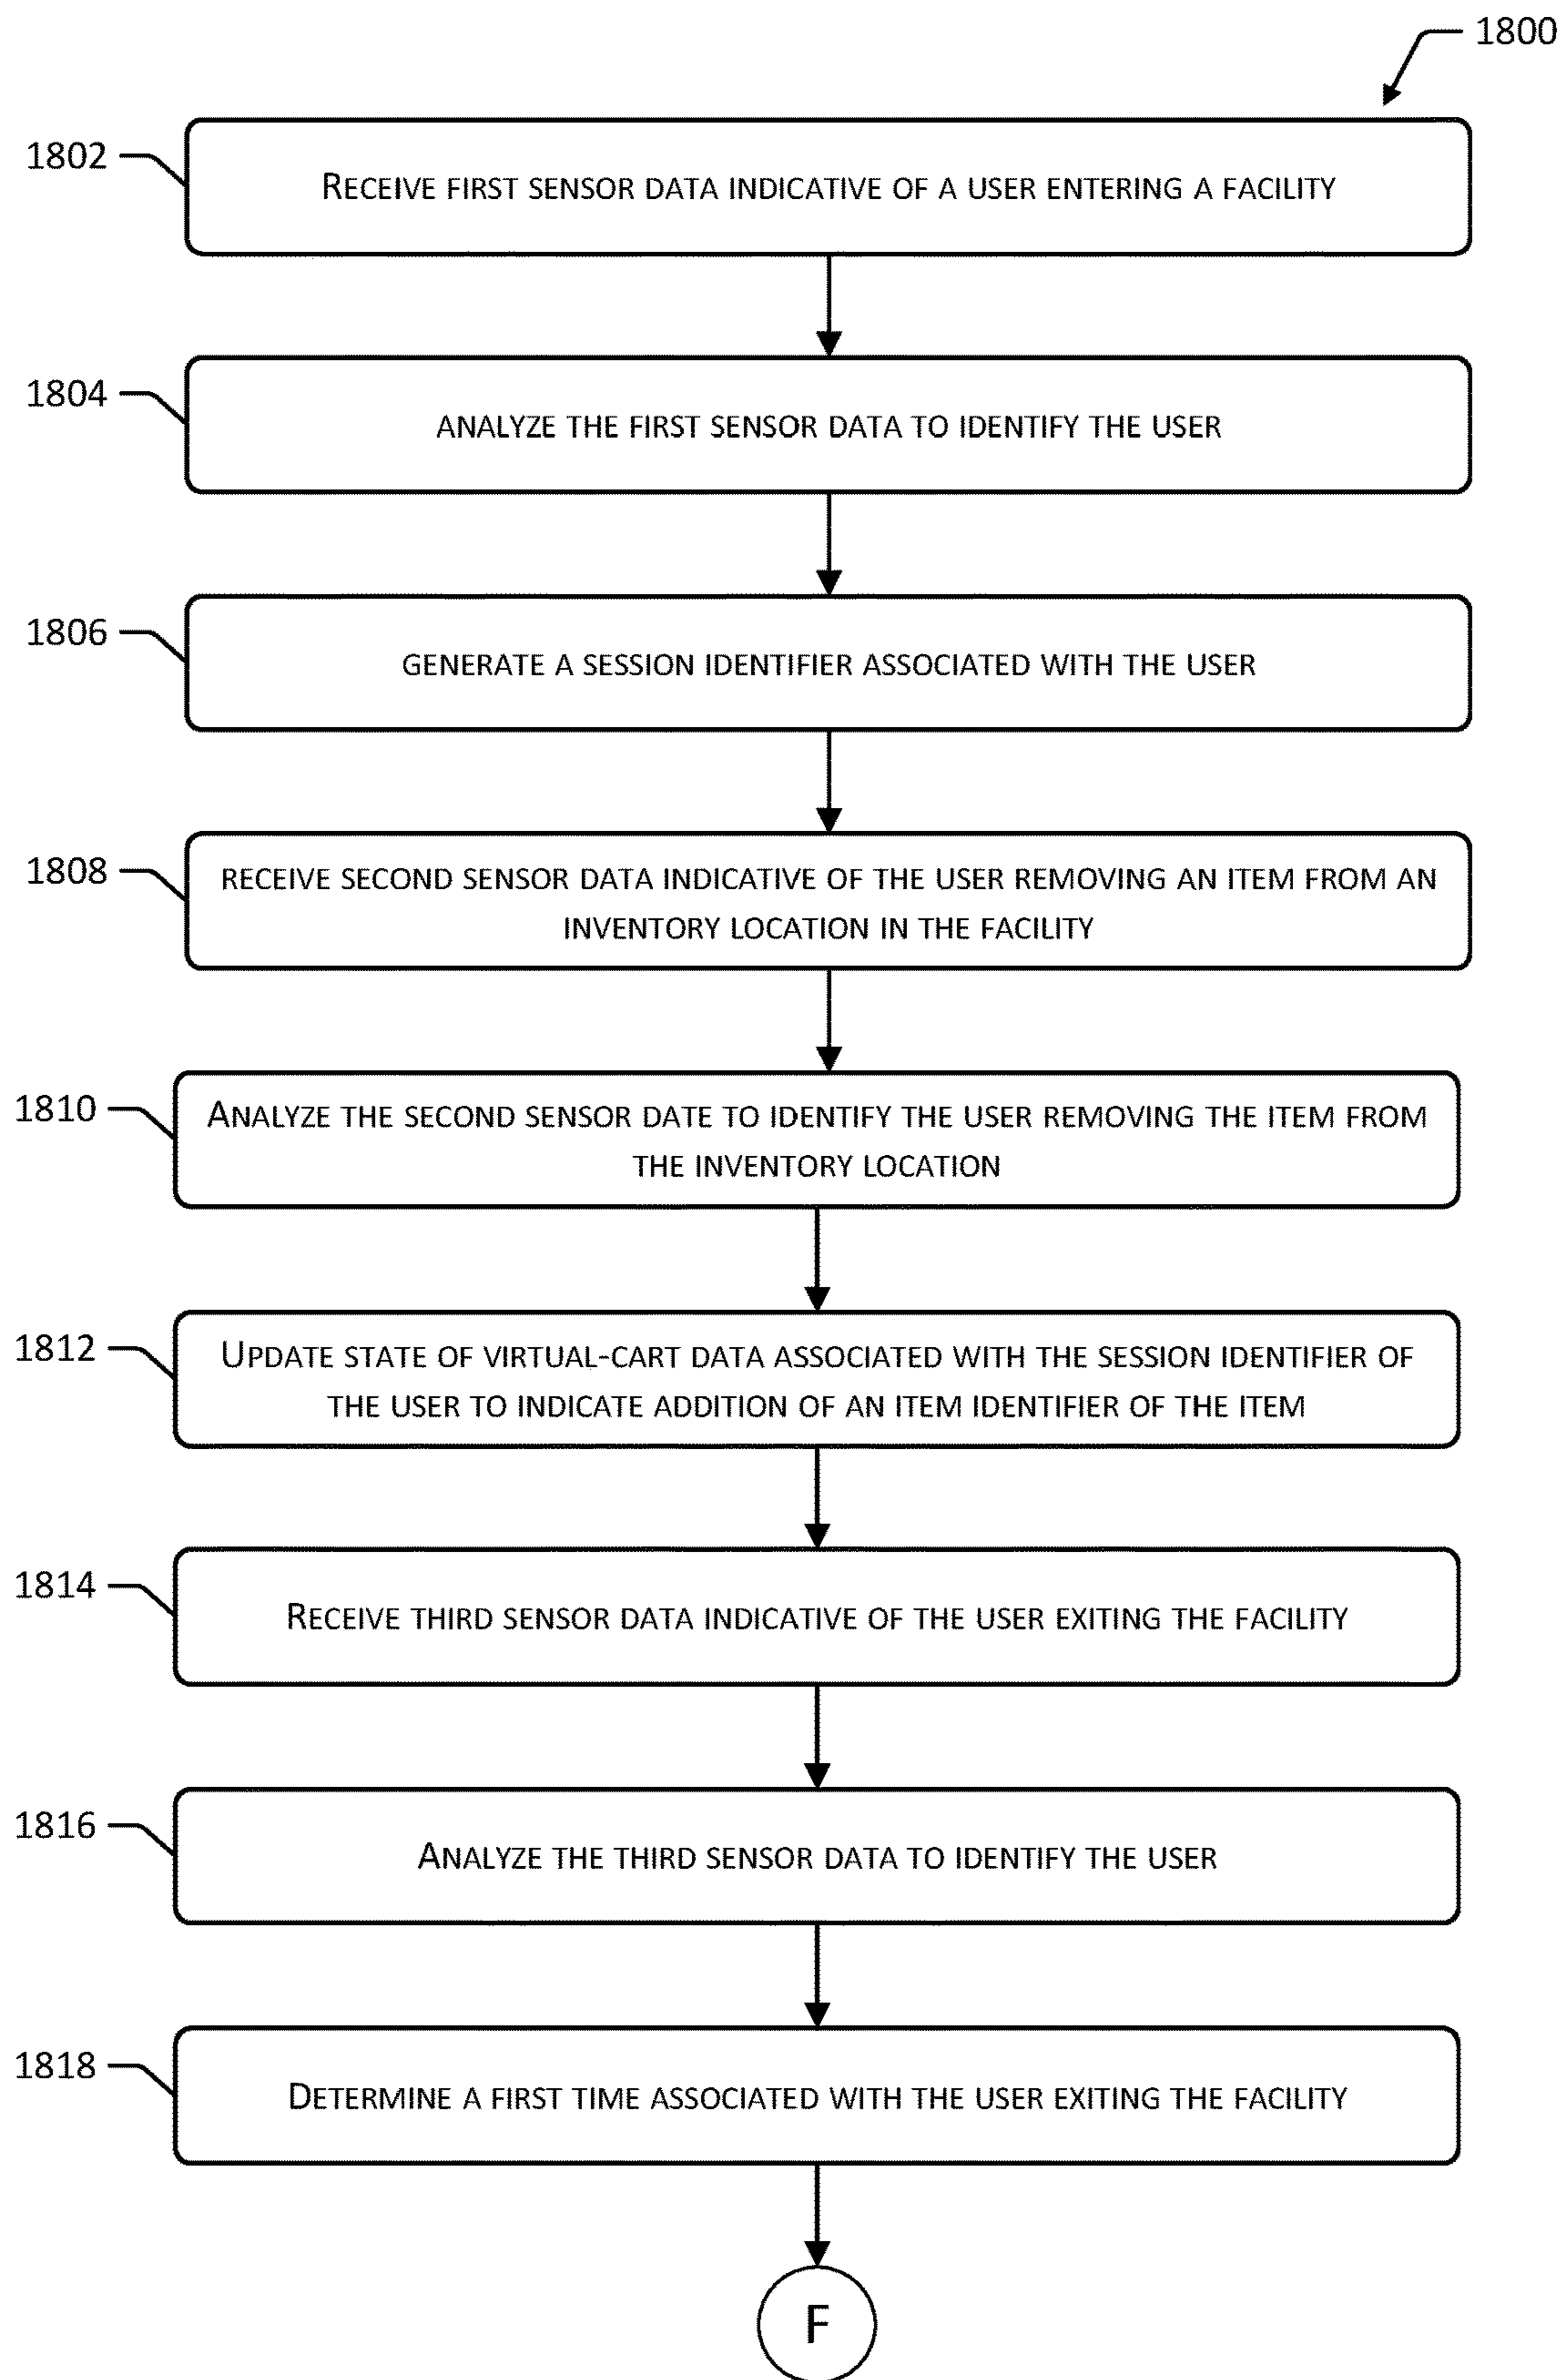 1800
1802
RECEIVE FIRST SENSOR DATA INDICATIVE OF A USER ENTERING A FACILITY
1804
ANALYZE THE FIRST SENSOR DATA TO IDENTIFY THE USER
1806
GENERATE A SESSION IDENTIFIER ASSOCIATED WITH THE USER
1808
RECEIVE SECOND SENSOR DATA INDICATIVE OF THE USER REMOVING AN ITEM FROM AN
INVENTORY LOCATION IN THE FACILITY
1810
ANALYZE THE SECOND SENSOR DATE TO IDENTIFY THE USER REMOVING THE ITEM FROM
THE INVENTORY LOCATION
1812
UPDATE STATE OF VIRTUAL-CART DATA ASSOCIATED WITH THE SESSION IDENTIFIER OF
THE USER TO INDICATE ADDITION OF AN ITEM IDENTIFIER OF THE ITEM
1814
RECEIVE THIRD SENSOR DATA INDICATIVE OF THE USER EXITING THE FACILITY
1816
ANALYZE THE THIRD SENSOR DATA TO IDENTIFY THE USER
1818
DETERMINE A FIRST TIME ASSOCIATED WITH THE USER EXITING THE FACILITY
F